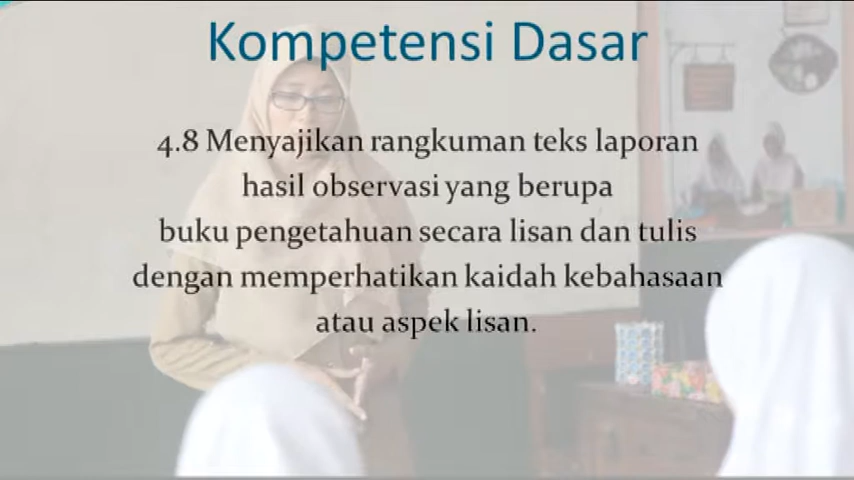 Kompetensi Dasar
4.8 Menyajikan rangkuman teks laporan
hasil observasi yang berupa
buku pengetahuan secara lisan dan tulis
dengan memperhatikan kaidah kebahasaan
atau aspek lisan.